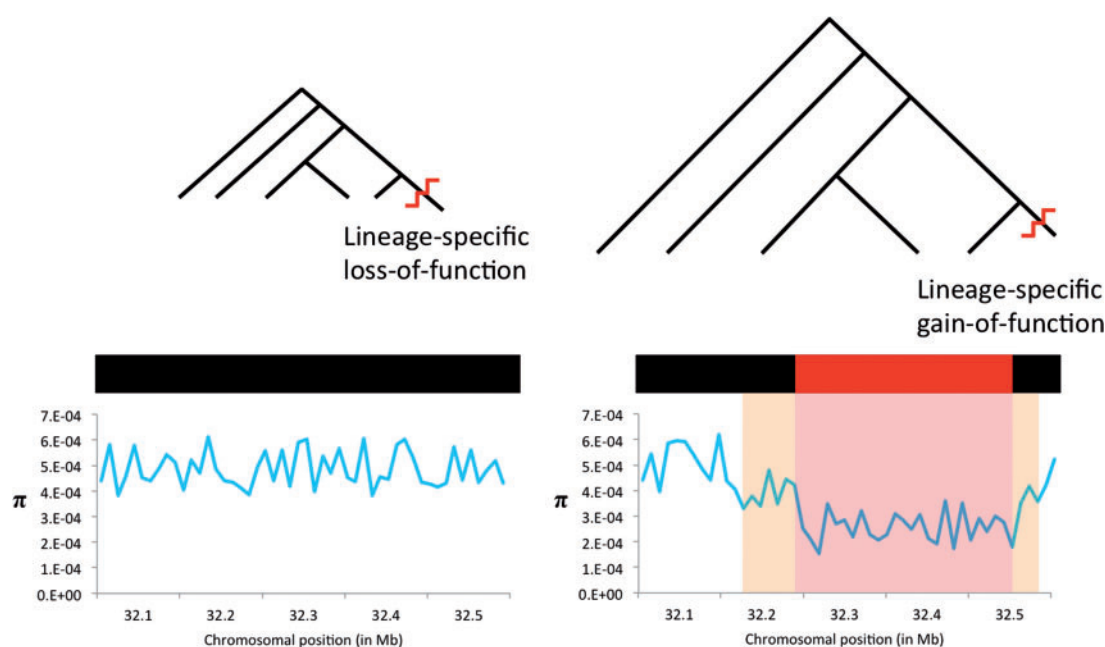 Lineage-specific
loss-of-function
Lineage-specific
gain-of-function
7.E-04
6.E-04
5.E-04
4.E-04
3.E-04
2.E-04
1.E-04
0.E+00
π
32.1 32.2 32.3 32.4 32.5
Chromosomal position (in Mb)
7.E-04
6.E-04
5.E-04
4.E-04
3.E-04
2.E-04
1.E-04
0.E+00
π
32.1 32.2 32.3 32.4 32.5
Chromosomal position (in Mb)